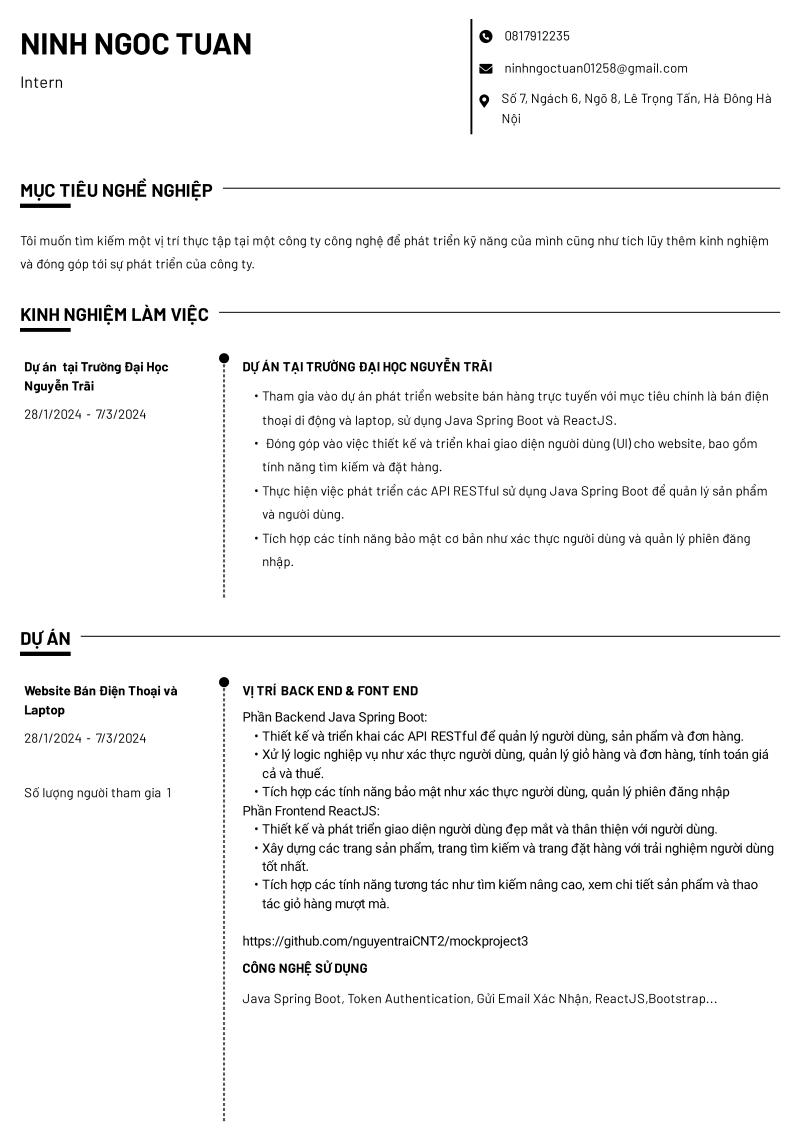 NINH NGOC TUAN
Intern
0817912235
ninhngoctuan01258@gmail.com
Số 7, Ngách 6, Ngõ 8, Lê Trọng Tấn, Hà Đông Hà
Nội
MỤC TIÊU NGHỀ NGHIỆP
Tôi muốn tìm kiếm một vị trí thực tập tại một công ty công nghệ để phát triển kỹ năng của mình cũng như tích lũy thêm kinh nghiệm
và đóng góp tới sự phát triển của công ty.
KINH NGHIỆM LÀM VIỆC
Dự án tại Trường Đại Học
Nguyễn Trãi
28/1/2024 - 7/3/2024
DỰ ÁN TẠI TRƯỜNG ĐẠI HỌC NGUYỄN TRÃI
• Tham gia vào dự án phát triển website bán hàng trực tuyến với mục tiêu chính là bán điện
thoại di động và laptop, sử dụng Java Spring Boot và ReactJS.
• Đóng góp vào việc thiết kế và triển khai giao diện người dùng (UI) cho website, bao gồm
tính năng tìm kiếm và đặt hàng.
• Thực hiện việc phát triển các API RESTful sử dụng Java Spring Boot để quản lý sản phẩm
và người dùng.
• Tích hợp các tính năng bảo mật cơ bản như xác thực người dùng và quản lý phiên đăng
nhập.
DỰ ÁN
Website Bán Điện Thoại và
Laptop
28/1/2024 - 7/3/2024
Số lượng người tham gia 1
VỊ TRÍ BACK END & FONT END
Phần Backend Java Spring Boot:
• Thiết kế và triển khai các API RESTful để quản lý người dùng, sản phẩm và đơn hàng.
• Xử lý logic nghiệp vụ như xác thực người dùng, quản lý giỏ hàng và đơn hàng, tính toán giá
cả và thuế.
• Tích hợp các tính năng bảo mật như xác thực người dùng, quản lý phiên đăng nhập
Phần Frontend ReactJS:
• Thiết kế và phát triển giao diện người dùng đẹp mắt và thân thiện với người dùng.
• Xây dựng các trang sản phẩm, trang tìm kiếm và trang đặt hàng với trải nghiệm người dùng
tốt nhất.
• Tích hợp các tính năng tương tác như tìm kiếm nâng cao, xem chi tiết sản phẩm và thao
tác giỏ hàng mượt mà.
https://github.com/nguyentraiCNT2/mockproject3
CÔNG NGHỆ SỬ DỤNG
Java Spring Boot, Token Authentication, Gửi Email Xác Nhận, ReactJS,Bootstrap...